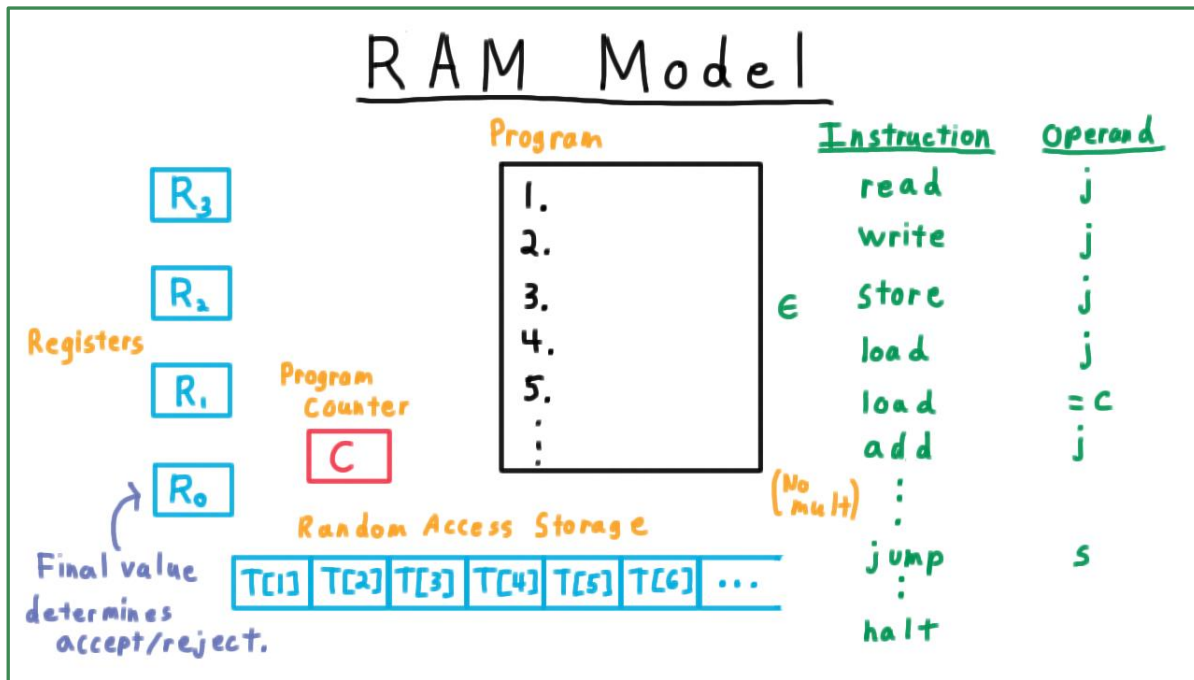 RAM Model
Registers
R₃
R₂
R₁
R₀
Final value
determines
accept/reject.
Program
Counter
C
Program
1.
2.
3.
4.
5.
⋮
∈
Instruction Operand
read j
write j
store j
load j
load =c
add j
(No
mult)
⋮
jump s
⋮
halt
Random Access Storage
T[1] T[2] T[3] T[4] T[5] T[6] ...